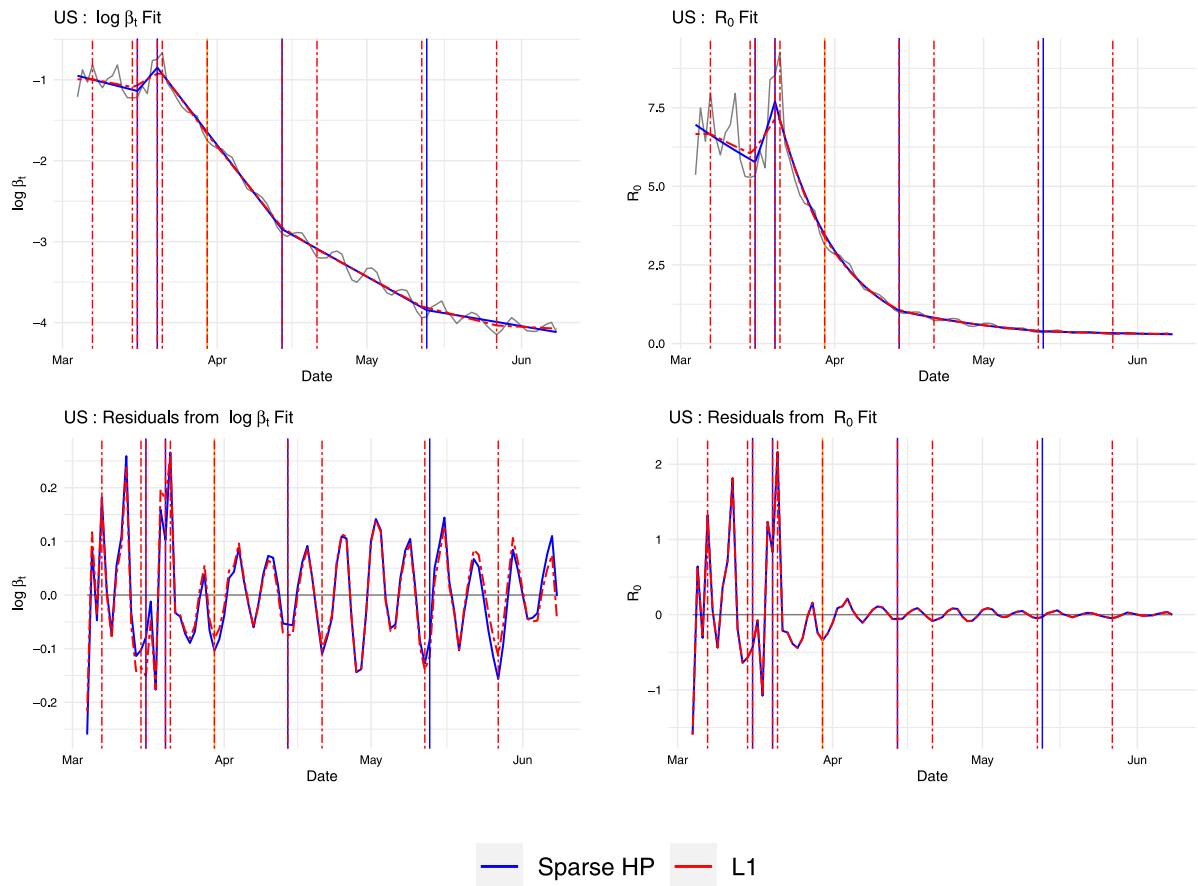 US : log βt Fit
−1
−2
−3
−4
log βt
Mar
Apr
May
Jun
Date
US : R0 Fit
7.5
5.0
2.5
0.0
R0
Mar
Apr
May
Jun
Date
US : Residuals from log βt Fit
0.2
0.1
0.0
−0.1
−0.2
log βt
Mar
Apr
May
Jun
Date
US : Residuals from R0 Fit
2
1
0
−1
R0
Mar
Apr
May
Jun
Date
Sparse HP L1